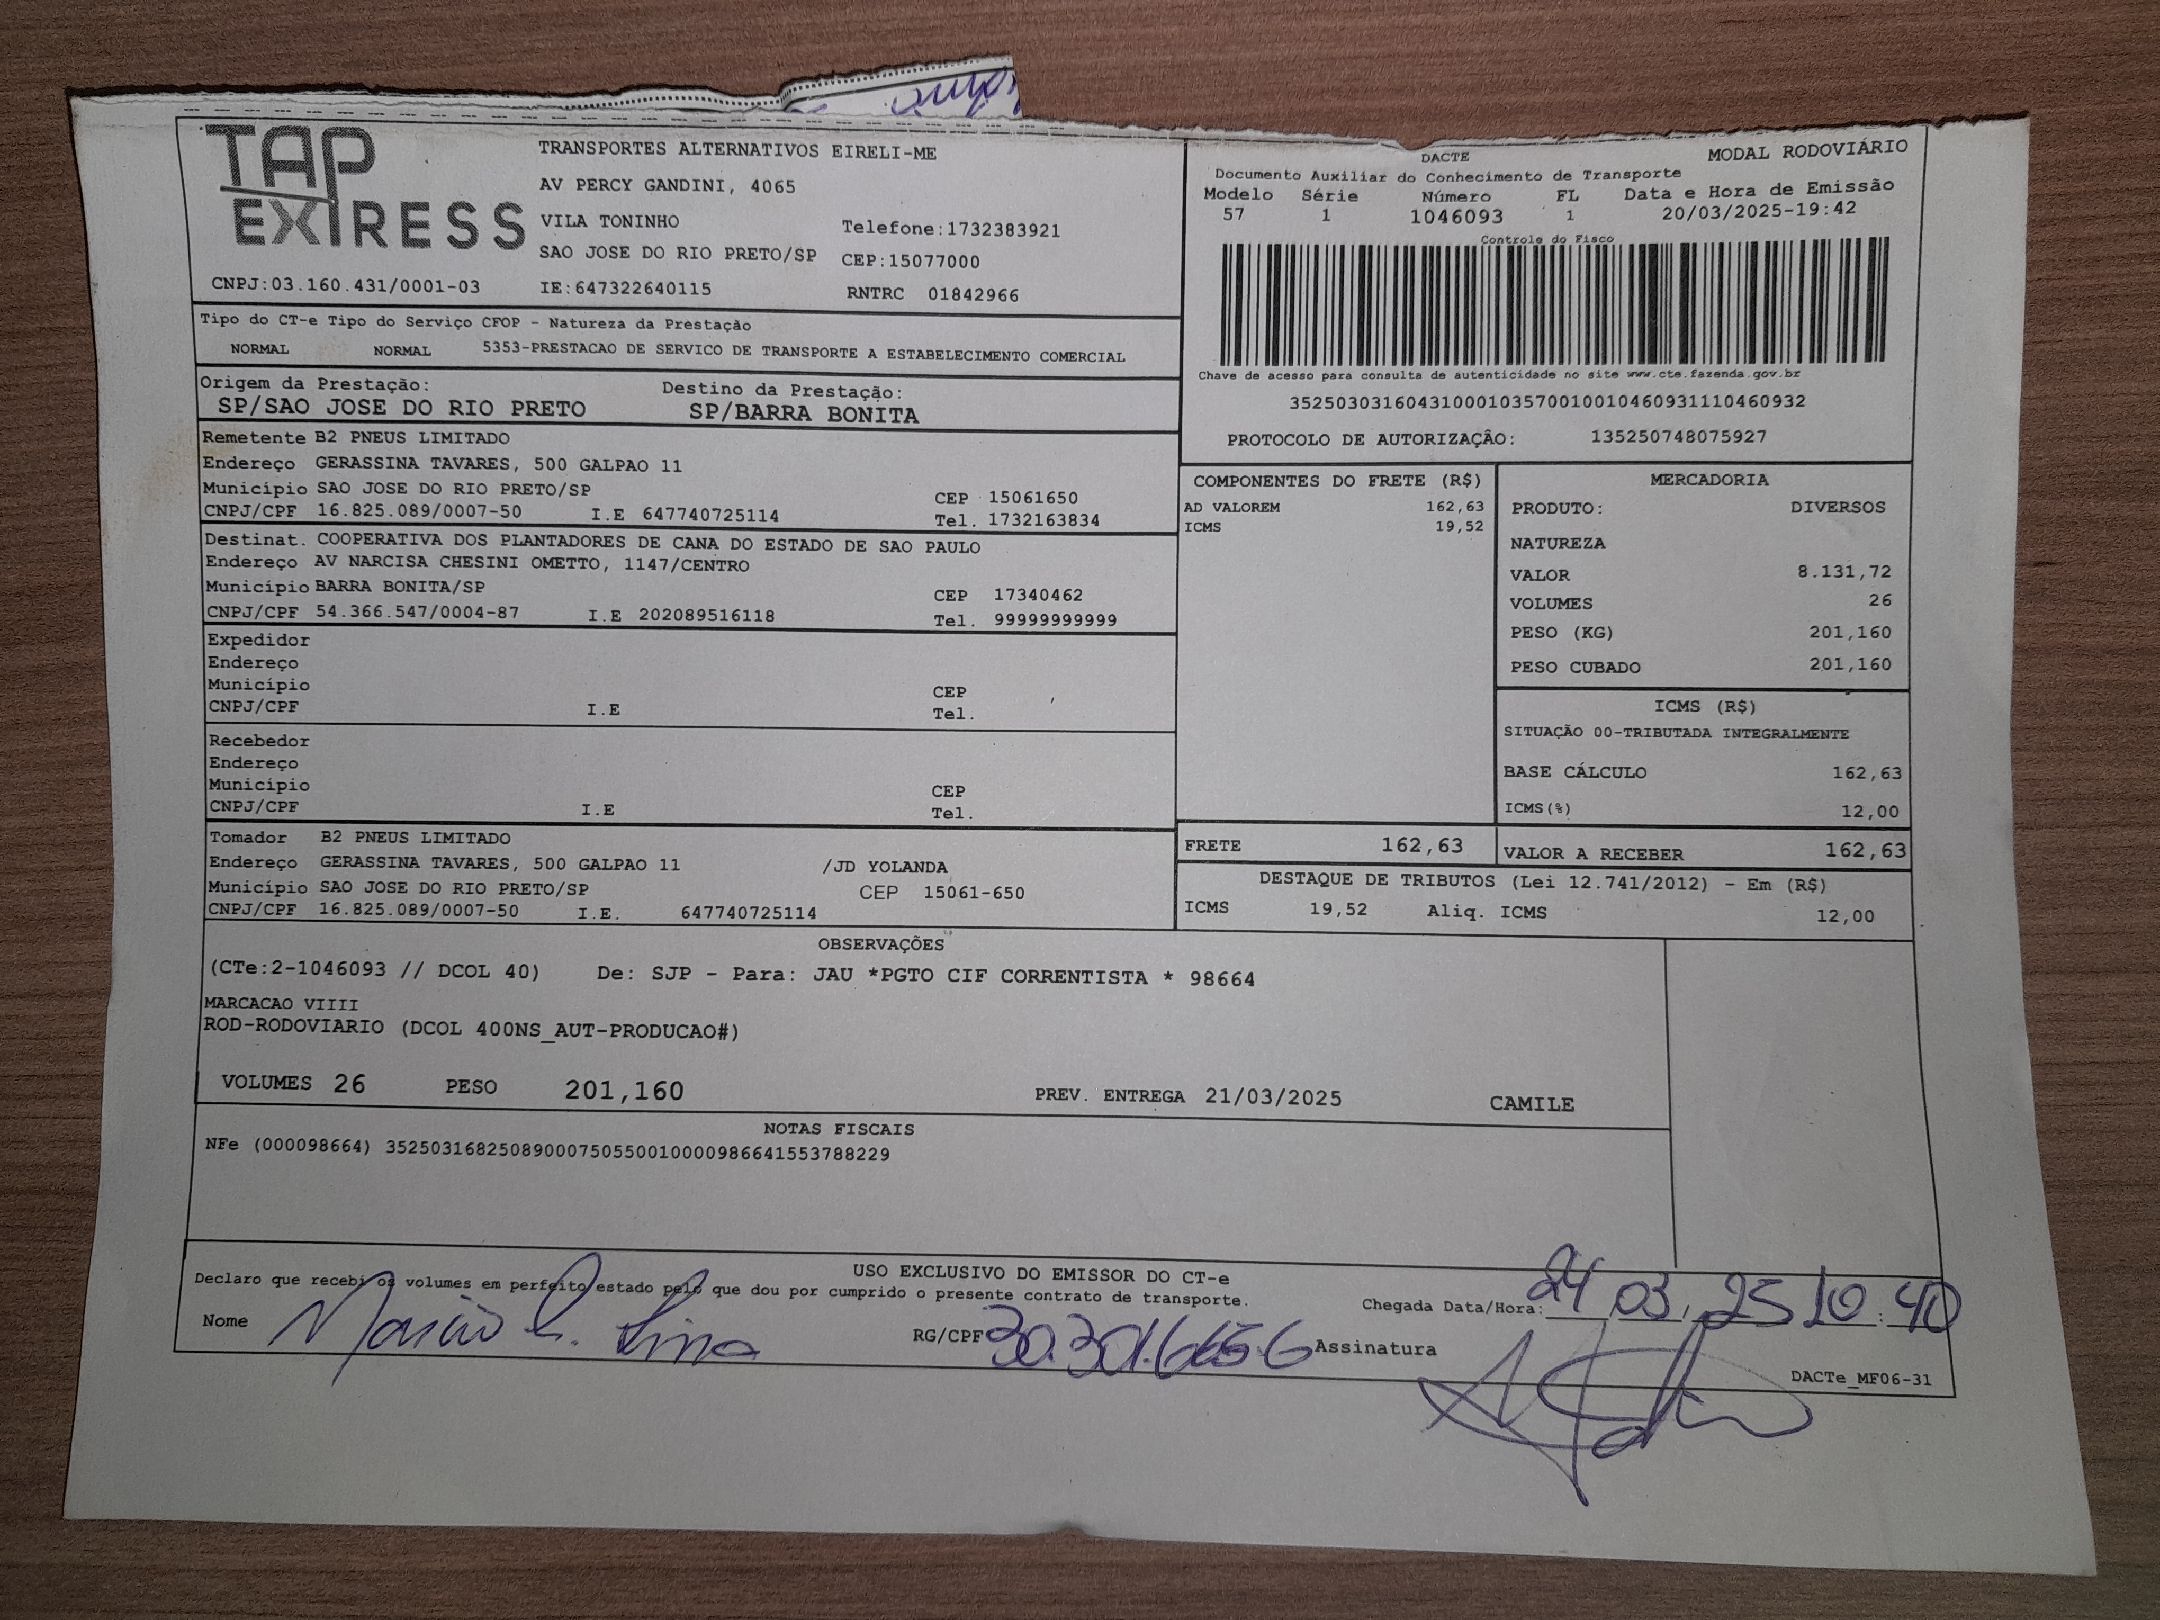 TAP
EXPRESS
TRANSPORTES ALTERNATIVOS EIRELI-ME
AV PERCY GANDINI, 4065
VILA TONINHO Telefone:1732383921
SAO JOSE DO RIO PRETO/SP CEP:15077000
CNPJ:03.160.431/0001-03 IE:647322640115 RNTRC 01842966
DACTE MODAL RODOVIÁRIO
Documento Auxiliar do Conhecimento de Transporte
Modelo Série Número FL Data e Hora de Emissão
57 1 1046093 1 20/03/2025-19:42
Controle do Fisco
Chave de acesso para consulta de autenticidade no site www.cte.fazenda.gov.br
35250303160431000103570010010460931110460932
PROTOCOLO DE AUTORIZAÇÃO: 135250748075927
Tipo do CT-e Tipo do Serviço CFOP - Natureza da Prestação
NORMAL NORMAL 5353-PRESTACAO DE SERVICO DE TRANSPORTE A ESTABELECIMENTO COMERCIAL
Origem da Prestação: Destino da Prestação:
SP/SAO JOSE DO RIO PRETO SP/BARRA BONITA
Remetente B2 PNEUS LIMITADO
Endereço GERASSINA TAVARES, 500 GALPAO 11
Município SAO JOSE DO RIO PRETO/SP CEP 15061650
CNPJ/CPF 16.825.089/0007-50 I.E 647740725114 Tel. 1732163834
Destinat. COOPERATIVA DOS PLANTADORES DE CANA DO ESTADO DE SAO PAULO
Endereço AV NARCISA CHESINI OMETTO, 1147/CENTRO
Município BARRA BONITA/SP CEP 17340462
CNPJ/CPF 54.366.547/0004-87 I.E 202089516118 Tel. 99999999999
Expedidor
Endereço
Município CEP
CNPJ/CPF I.E Tel.
Recebedor
Endereço
Município CEP
CNPJ/CPF I.E Tel.
Tomador B2 PNEUS LIMITADO
Endereço GERASSINA TAVARES, 500 GALPAO 11 /JD YOLANDA
Município SAO JOSE DO RIO PRETO/SP CEP 15061-650
CNPJ/CPF 16.825.089/0007-50 I.E. 647740725114
COMPONENTES DO FRETE (R$)
AD VALOREM 162,63
ICMS 19,52
MERCADORIA
PRODUTO: DIVERSOS
NATUREZA
VALOR 8.131,72
VOLUMES 26
PESO (KG) 201,160
PESO CUBADO 201,160
ICMS (R$)
SITUAÇÃO 00-TRIBUTADA INTEGRALMENTE
BASE CÁLCULO 162,63
ICMS(%) 12,00
FRETE 162,63 VALOR A RECEBER 162,63
DESTAQUE DE TRIBUTOS (Lei 12.741/2012) - Em (R$)
ICMS 19,52 Aliq. ICMS 12,00
OBSERVAÇÕES
(CTe:2-1046093 // DCOL 40) De: SJP - Para: JAU *PGTO CIF CORRENTISTA * 98664
MARCACAO VIIII
ROD-RODOVIARIO (DCOL 400NS_AUT-PRODUCAO#)
VOLUMES 26 PESO 201,160 PREV. ENTREGA 21/03/2025 CAMILE
NOTAS FISCAIS
NFe (000098664) 35250316825089000750550010000986641553788229
USO EXCLUSIVO DO EMISSOR DO CT-e
Declaro que recebi os volumes em perfeito estado pelo que dou por cumprido o presente contrato de transporte.
Chegada Data/Hora: 24 03, 25 10:40
Nome RG/CPF 30.301.665-6 Assinatura
DACTe_MF06-31